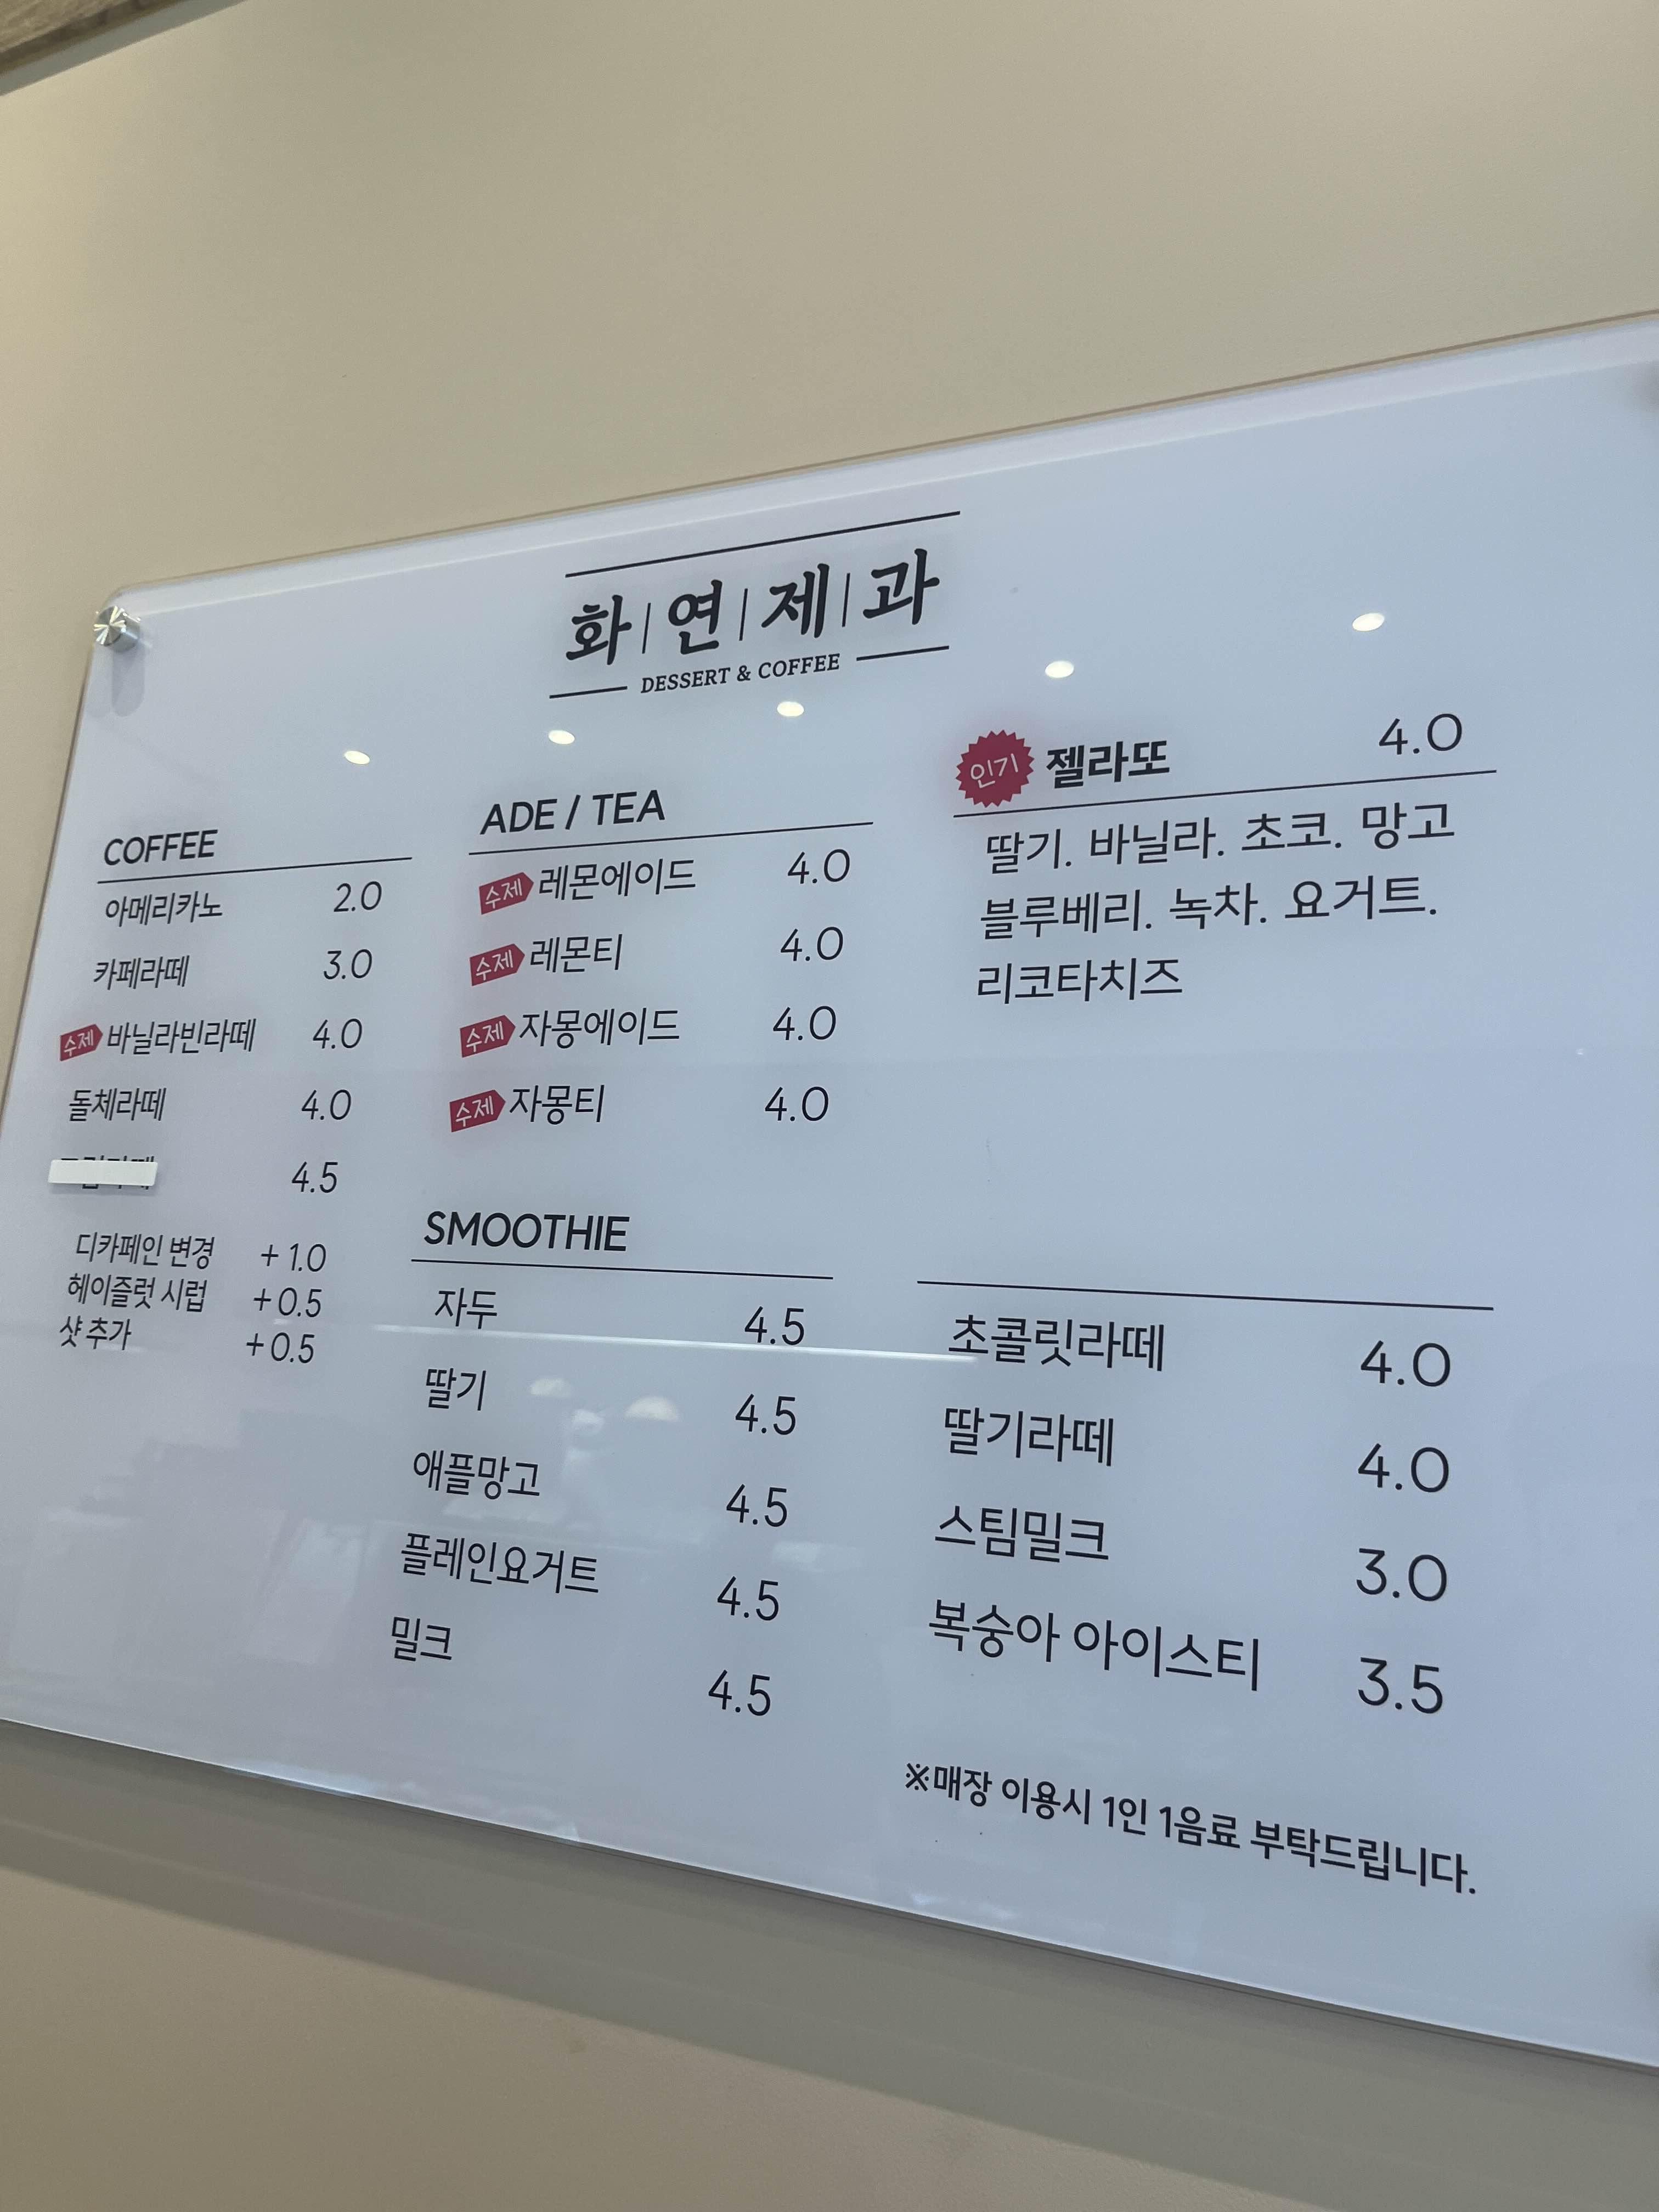 화|연|제|과
DESSERT & COFFEE
COFFEE
아메리카노 2.0
카페라떼 3.0
수제 바닐라빈라떼 4.0
돌체라떼 4.0
4.5
디카페인 변경 +1.0
헤이즐럿 시럽 +0.5
샷 추가 +0.5
ADE / TEA
수제 레몬에이드 4.0
수제 레몬티 4.0
수제 자몽에이드 4.0
수제 자몽티 4.0
인기 젤라또 4.0
딸기. 바닐라. 초코. 망고
블루베리. 녹차. 요거트.
리코타치즈
SMOOTHIE
자두 4.5
딸기 4.5
애플망고 4.5
플레인요거트 4.5
밀크 4.5
초콜릿라떼 4.0
딸기라떼 4.0
스팀밀크 3.0
복숭아 아이스티 3.5
※매장 이용시 1인 1음료 부탁드립니다.